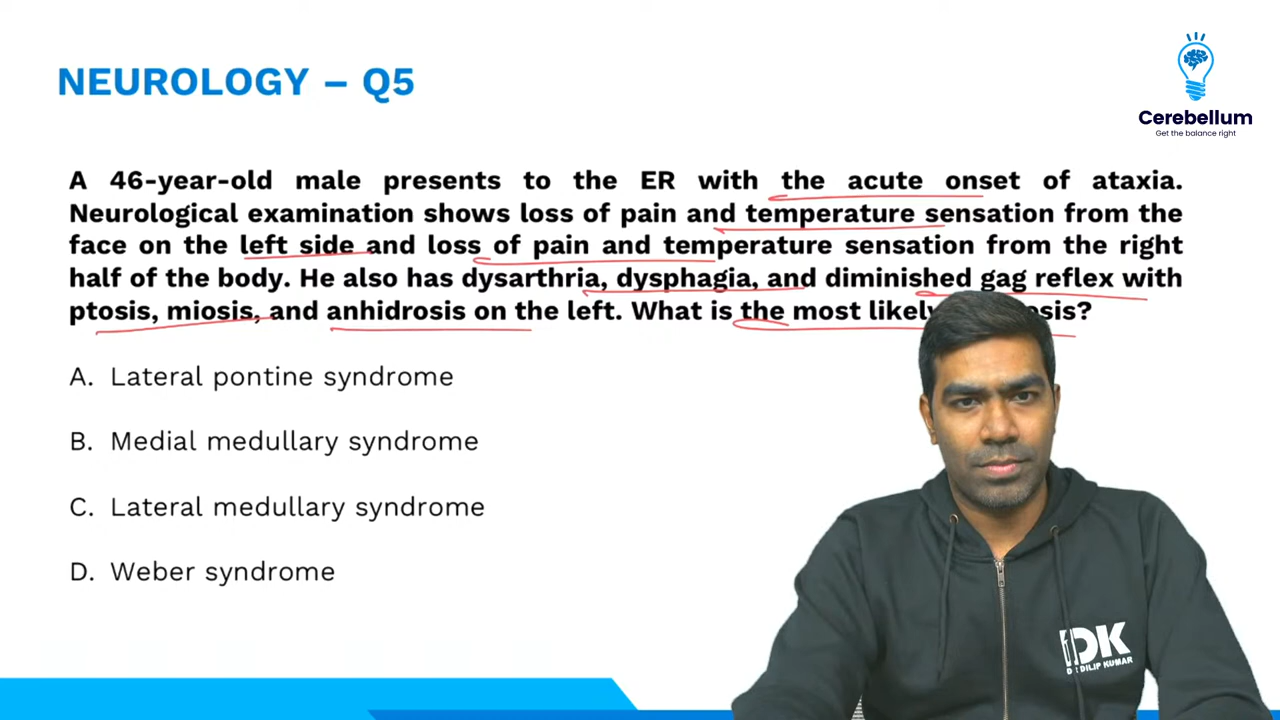 NEUROLOGY – Q5
Cerebellum
Get the balance right
A 46-year-old male presents to the ER with the acute onset of ataxia.
Neurological examination shows loss of pain and temperature sensation from the
face on the left side and loss of pain and temperature sensation from the right
half of the body. He also has dysarthria, dysphagia, and diminished gag reflex with
ptosis, miosis, and anhidrosis on the left. What is the most likely
A. Lateral pontine syndrome
B. Medial medullary syndrome
C. Lateral medullary syndrome
D. Weber syndrome
DK
DR DILIP KUMAR